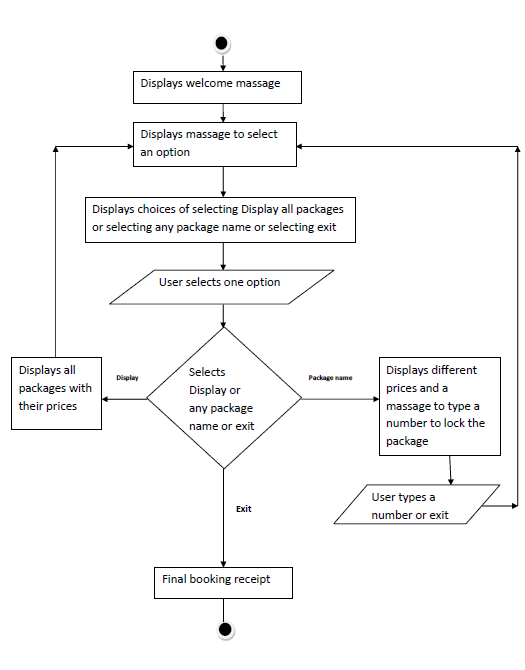 Displays welcome massage
Displays massage to select
an option
Displays choices of selecting Display all packages
or selecting any package name or selecting exit
User selects one option
Displays all
packages with
their prices
Display
Selects
Display or
any package
name or exit
Package name
Displays different
prices and a
massage to type a
number to lock the
package
User types a
number or exit
Exit
Final booking receipt